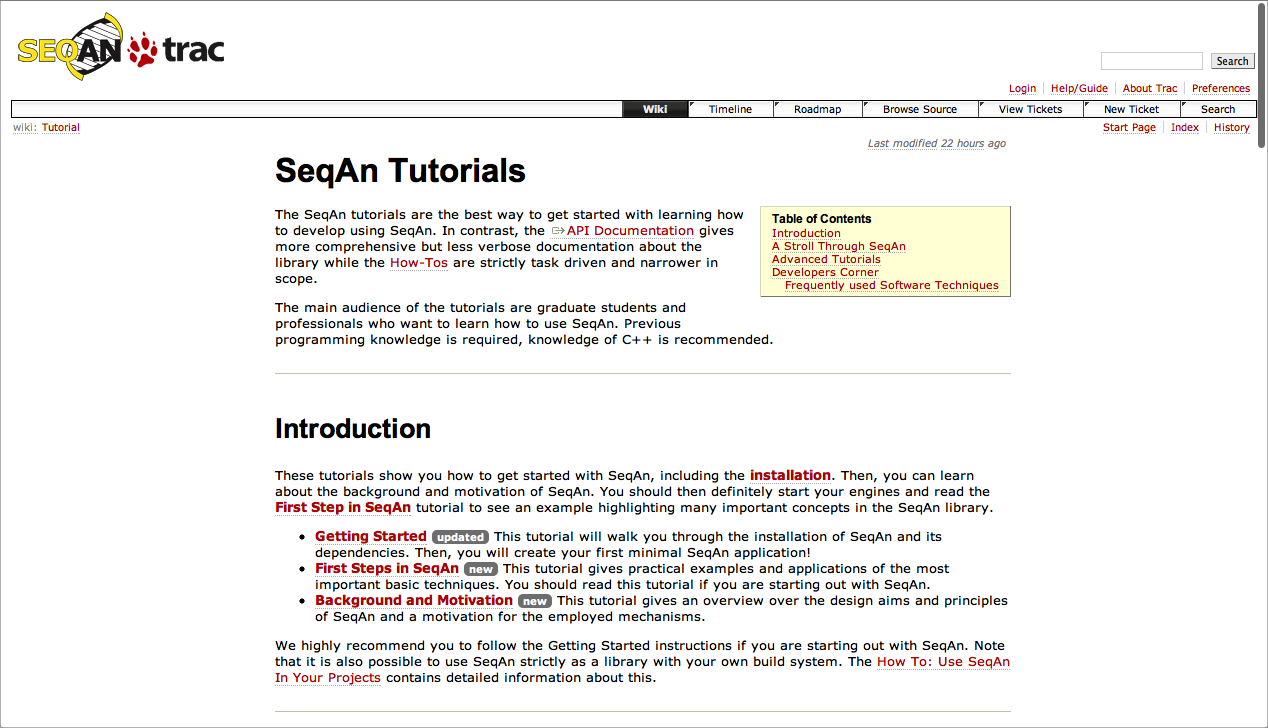 SEQAN trac
Search
Login Help/Guide About Trac Preferences
Wiki Timeline Roadmap Browse Source View Tickets New Ticket Search
wiki: Tutorial
Start Page Index History
Last modified 22 hours ago
SeqAn Tutorials
The SeqAn tutorials are the best way to get started with learning how
to develop using SeqAn. In contrast, the API Documentation gives
more comprehensive but less verbose documentation about the
library while the How-Tos are strictly task driven and narrower in
scope.
Table of Contents
Introduction
A Stroll Through SeqAn
Advanced Tutorials
Developers Corner
Frequently used Software Techniques
The main audience of the tutorials are graduate students and
professionals who want to learn how to use SeqAn. Previous
programming knowledge is required, knowledge of C++ is recommended.
Introduction
These tutorials show you how to get started with SeqAn, including the installation. Then, you can learn
about the background and motivation of SeqAn. You should then definitely start your engines and read the
First Step in SeqAn tutorial to see an example highlighting many important concepts in the SeqAn library.
• Getting Started updated This tutorial will walk you through the installation of SeqAn and its
dependencies. Then, you will create your first minimal SeqAn application!
• First Steps in SeqAn new This tutorial gives practical examples and applications of the most
important basic techniques. You should read this tutorial if you are starting out with SeqAn.
• Background and Motivation new This tutorial gives an overview over the design aims and principles
of SeqAn and a motivation for the employed mechanisms.
We highly recommend you to follow the Getting Started instructions if you are starting out with SeqAn. Note
that it is also possible to use SeqAn strictly as a library with your own build system. The How To: Use SeqAn
In Your Projects contains detailed information about this.